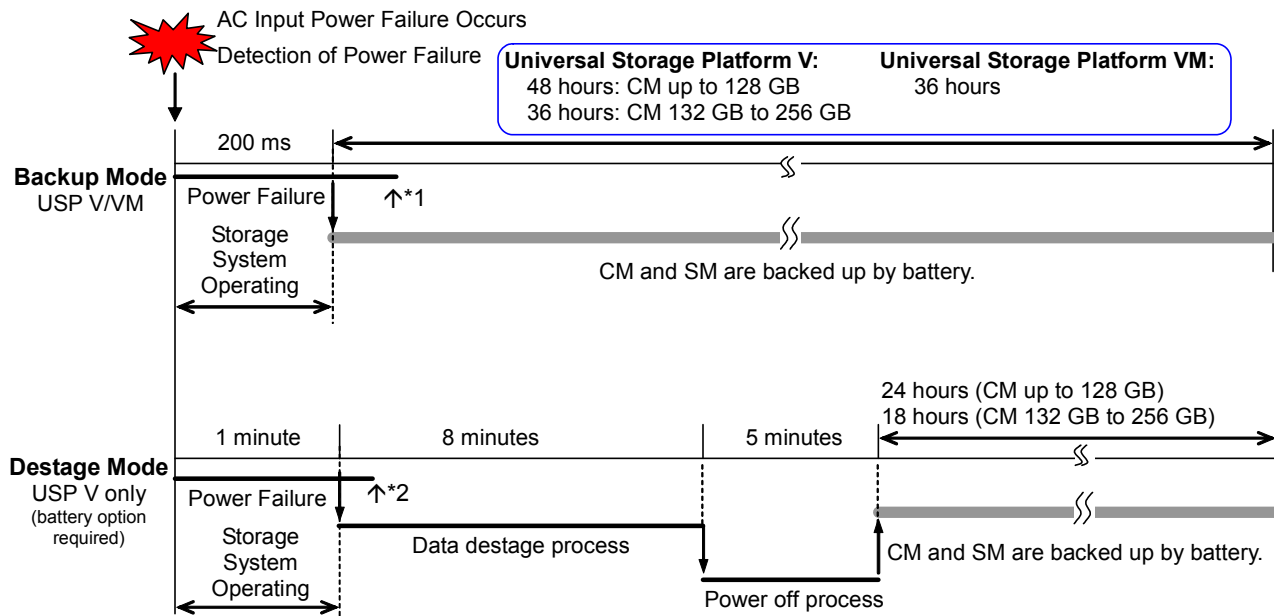 AC Input Power Failure Occurs
Detection of Power Failure
Universal Storage Platform V:
48 hours: CM up to 128 GB
36 hours: CM 132 GB to 256 GB
Universal Storage Platform VM:
36 hours
200 ms
Backup Mode
USP V/VM
Power Failure
↑*1
Storage
System
Operating
CM and SM are backed up by battery.
24 hours (CM up to 128 GB)
18 hours (CM 132 GB to 256 GB)
1 minute
8 minutes
5 minutes
Destage Mode
USP V only
(battery option
required)
Power Failure
↑*2
Storage
System
Operating
Data destage process
Power off process
CM and SM are backed up by battery.